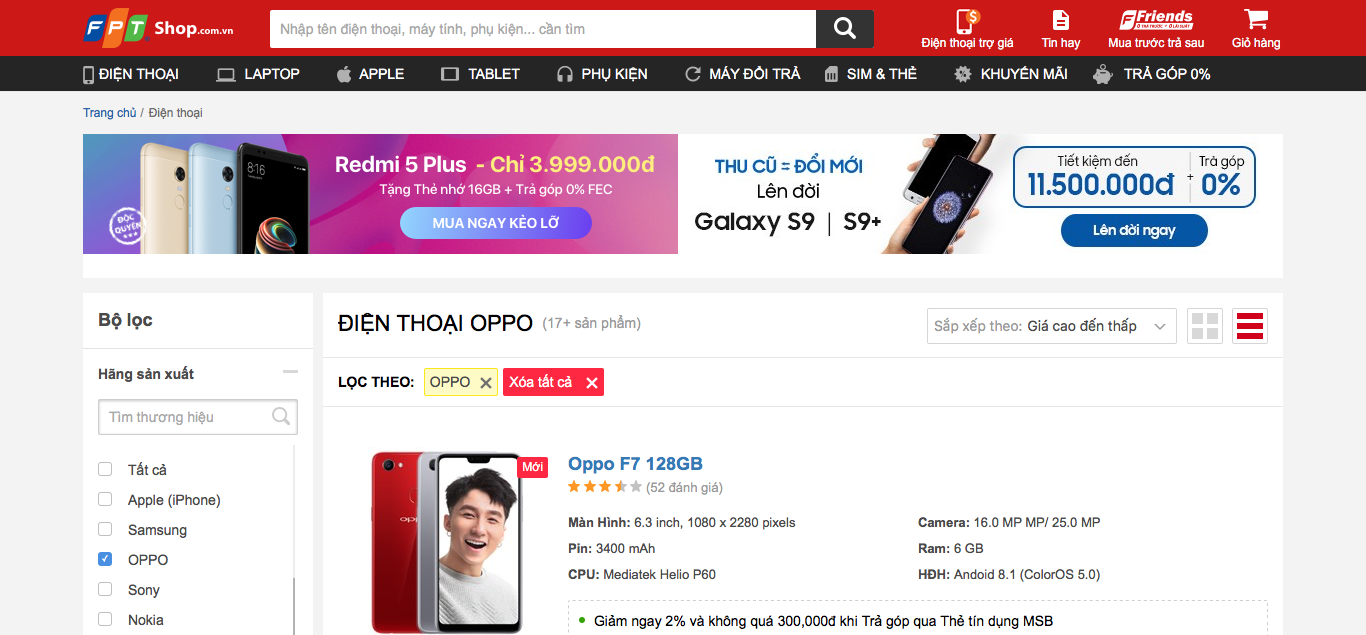 FPT Shop.com.vn
Nhập tên điện thoại, máy tính, phụ kiện... cần tìm
Điện thoại trợ giá
Tin hay
Friends
Mua trước trả sau
Giỏ hàng
ĐIỆN THOẠI
LAPTOP
APPLE
TABLET
PHỤ KIỆN
MÁY ĐỔI TRẢ
SIM & THẺ
KHUYẾN MÃI
TRẢ GÓP 0%
Trang chủ / Điện thoại
8:16
ĐỘC QUYỀN
Redmi 5 Plus - Chỉ 3.999.000đ
Tặng Thẻ nhớ 16GB + Trả góp 0% FEC
MUA NGAY KẺO LỠ
THU CŨ = ĐỔI MỚI
Lên đời
Galaxy S9 | S9+
Tiết kiệm đến
11.500.000đ
+
Trả góp
0%
Lên đời ngay
Bộ lọc
Hãng sản xuất
Tìm thương hiệu
Tất cả
Apple (iPhone)
Samsung
OPPO
Sony
Nokia
ĐIỆN THOẠI OPPO (17+ sản phẩm)
Sắp xếp theo: Giá cao đến thấp
LỌC THEO: OPPO Xóa tất cả
Mới
Oppo F7 128GB
(52 đánh giá)
Màn Hình: 6.3 inch, 1080 x 2280 pixels
Camera: 16.0 MP MP/ 25.0 MP
Pin: 3400 mAh
Ram: 6 GB
CPU: Mediatek Helio P60
HĐH: Andoid 8.1 (ColorOS 5.0)
Giảm ngay 2% và không quá 300,000đ khi Trả góp qua Thẻ tín dụng MSB